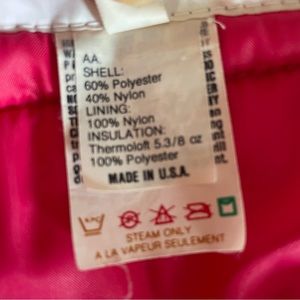 AA
SHELL:
60% Polyester
40% Nylon
LINING:
100% Nylon
INSULATION:
Thermoloft 5.3/8 oz
100% Polyester
MADE IN U.S.A.
STEAM ONLY
A LA VAPEUR SEULEMENT